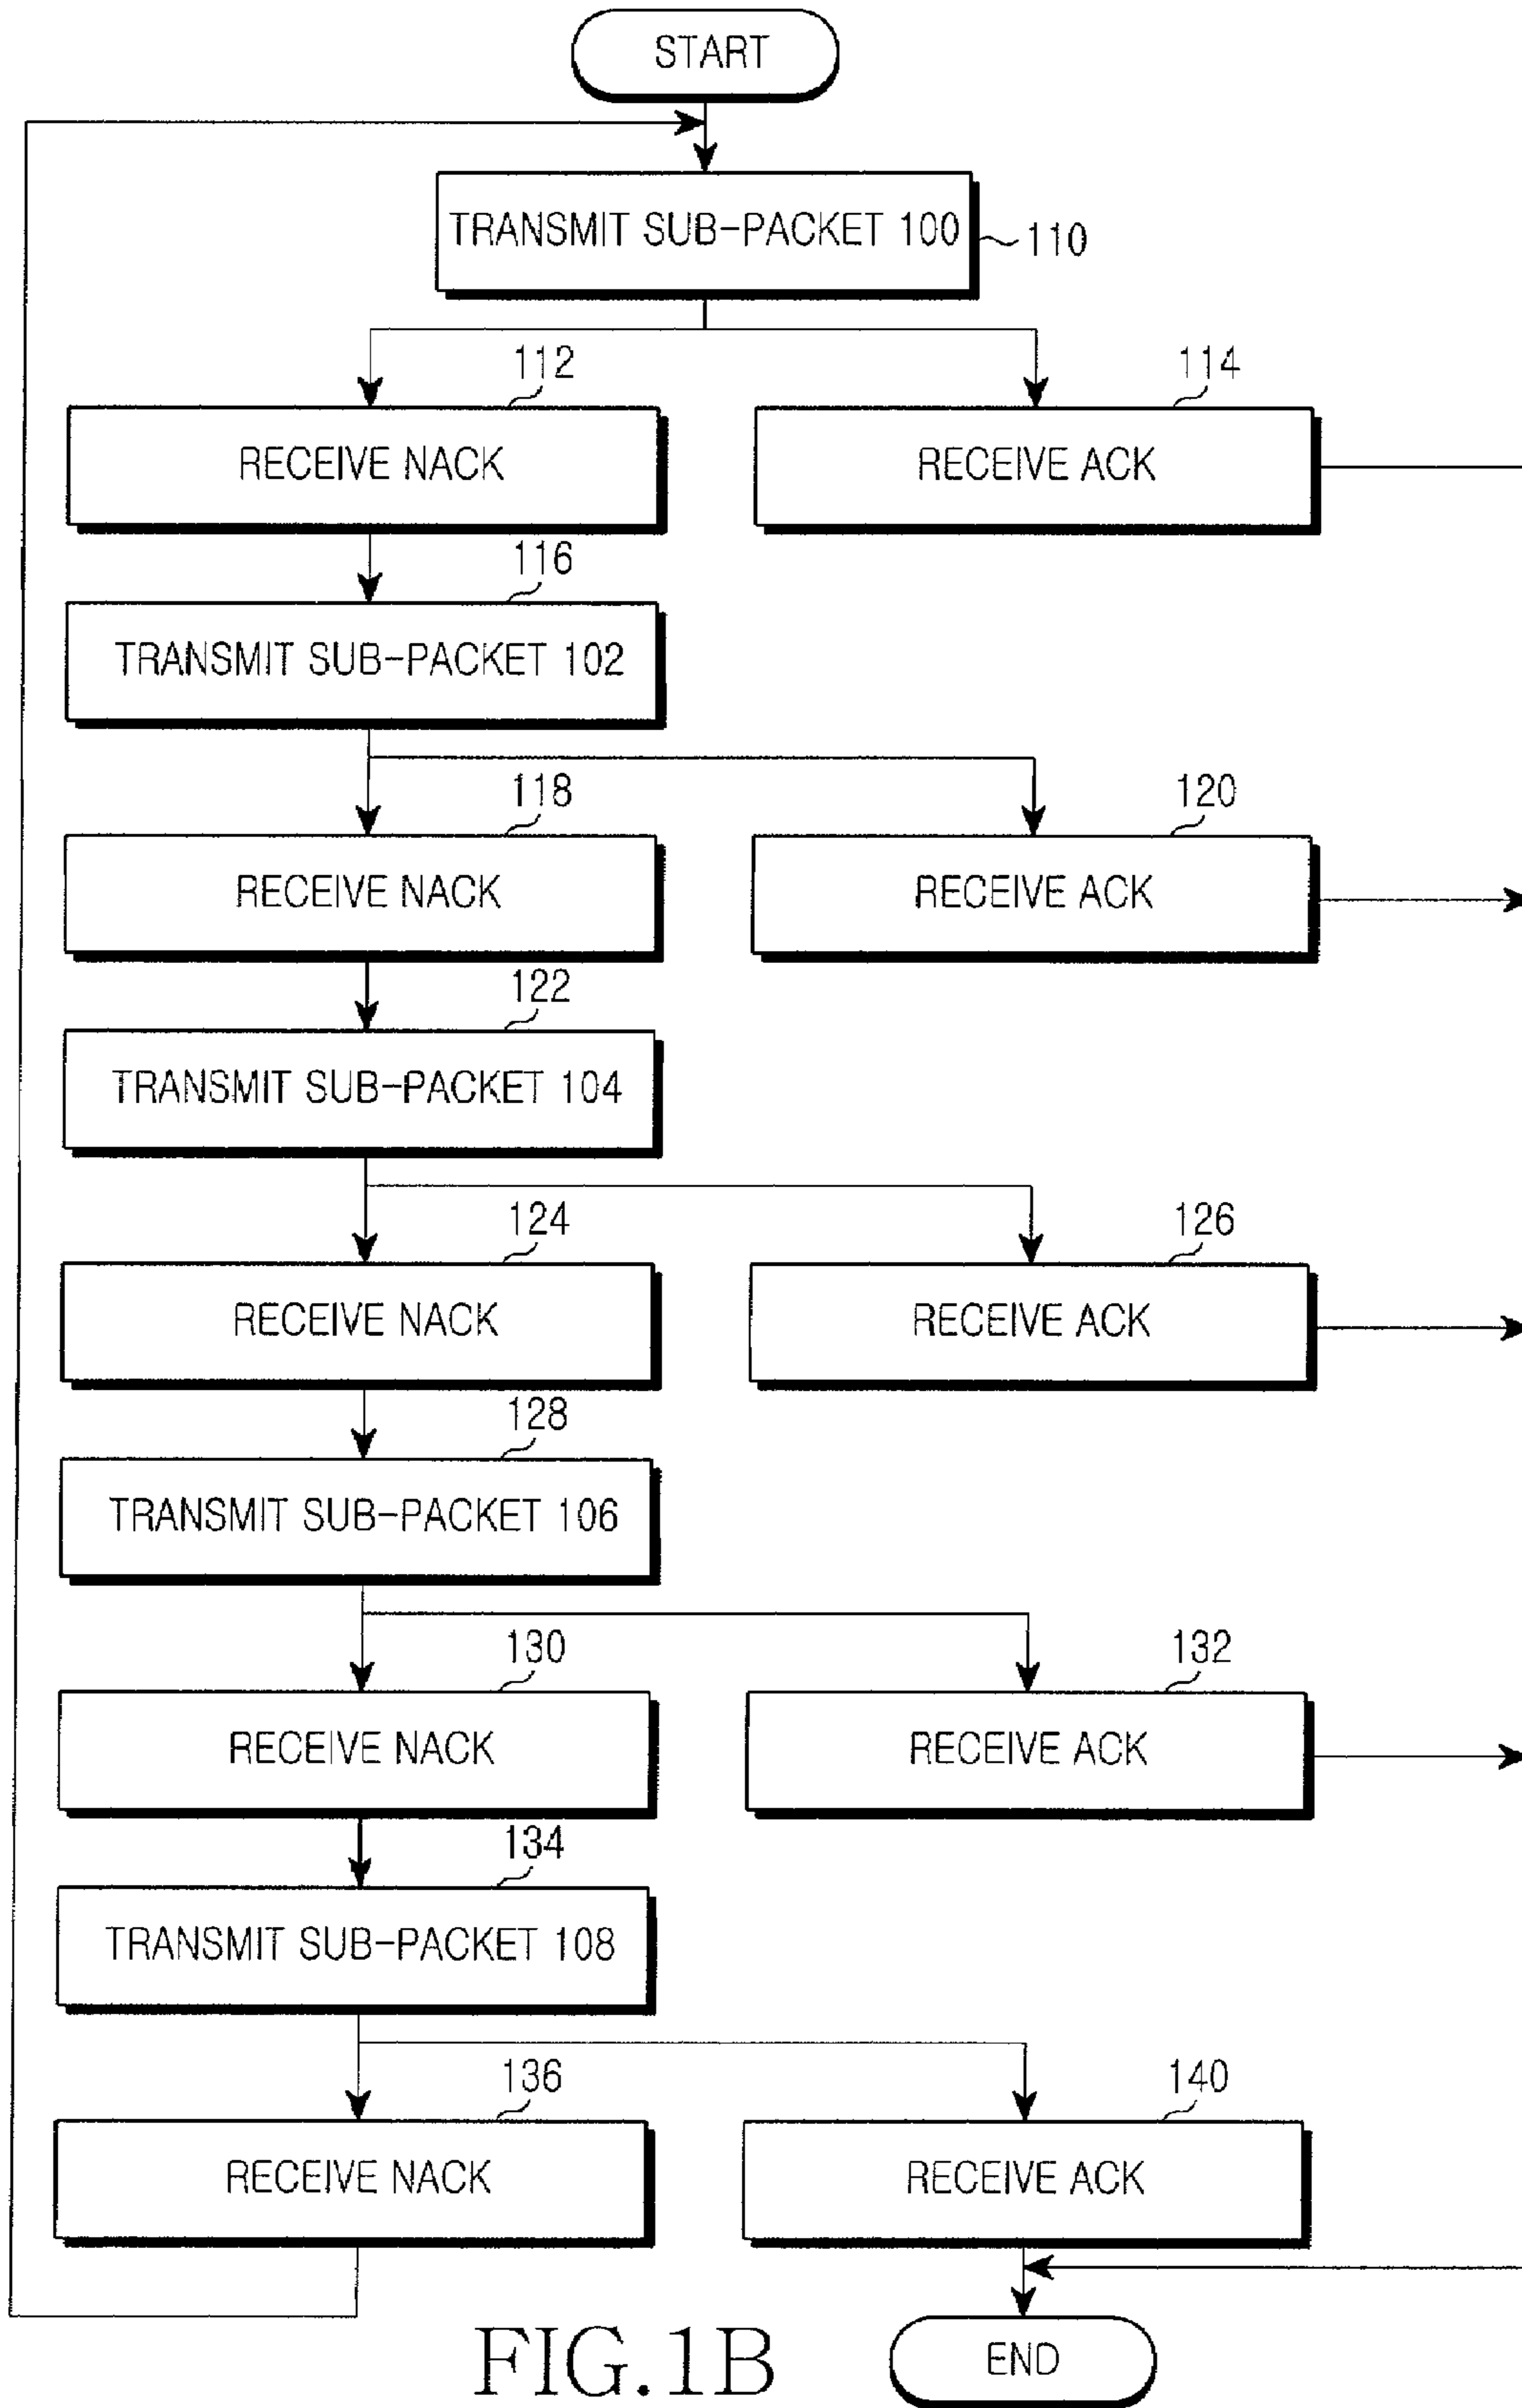 START
TRANSMIT SUB-PACKET 100
110
112
114
RECEIVE NACK
RECEIVE ACK
116
TRANSMIT SUB-PACKET 102
118
120
RECEIVE NACK
RECEIVE ACK
122
TRANSMIT SUB-PACKET 104
124
126
RECEIVE NACK
RECEIVE ACK
128
TRANSMIT SUB-PACKET 106
130
132
RECEIVE NACK
RECEIVE ACK
134
TRANSMIT SUB-PACKET 108
136
140
RECEIVE NACK
RECEIVE ACK
END
FIG.1B